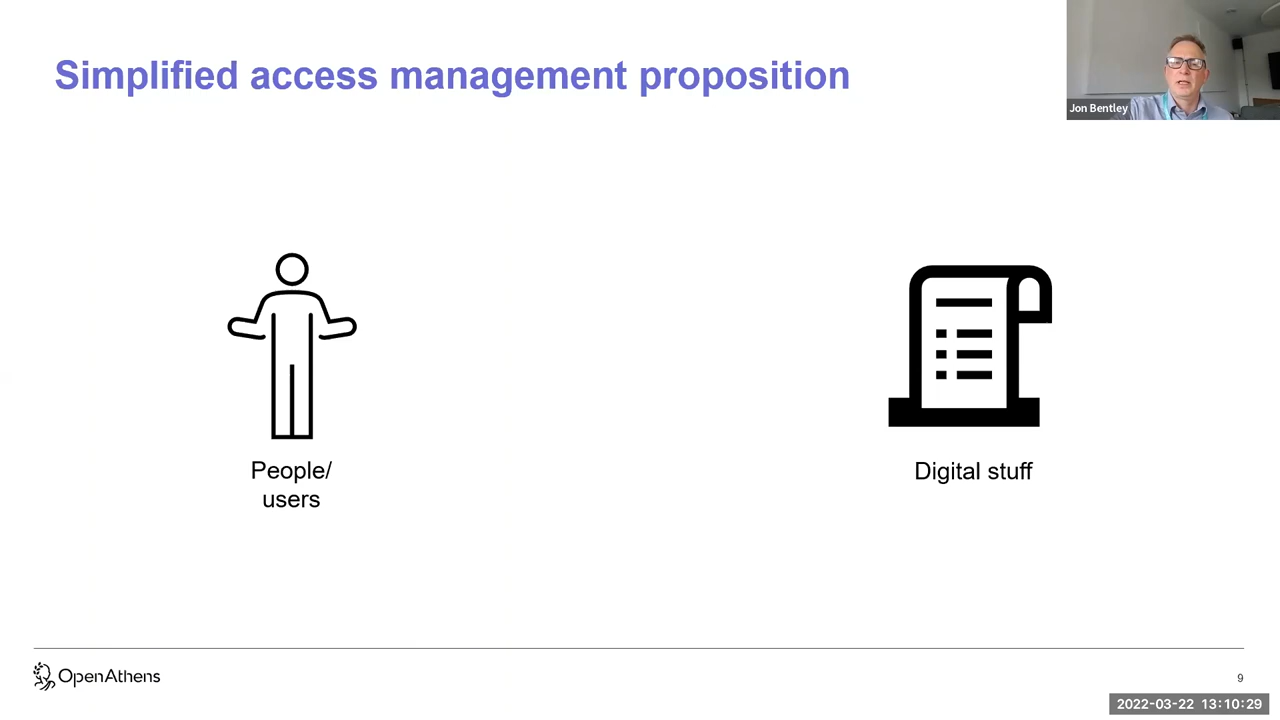 Simplified access management proposition
Jon Bentley
People/
users
Digital stuff
OpenAthens
9
2022-03-22 13:10:29